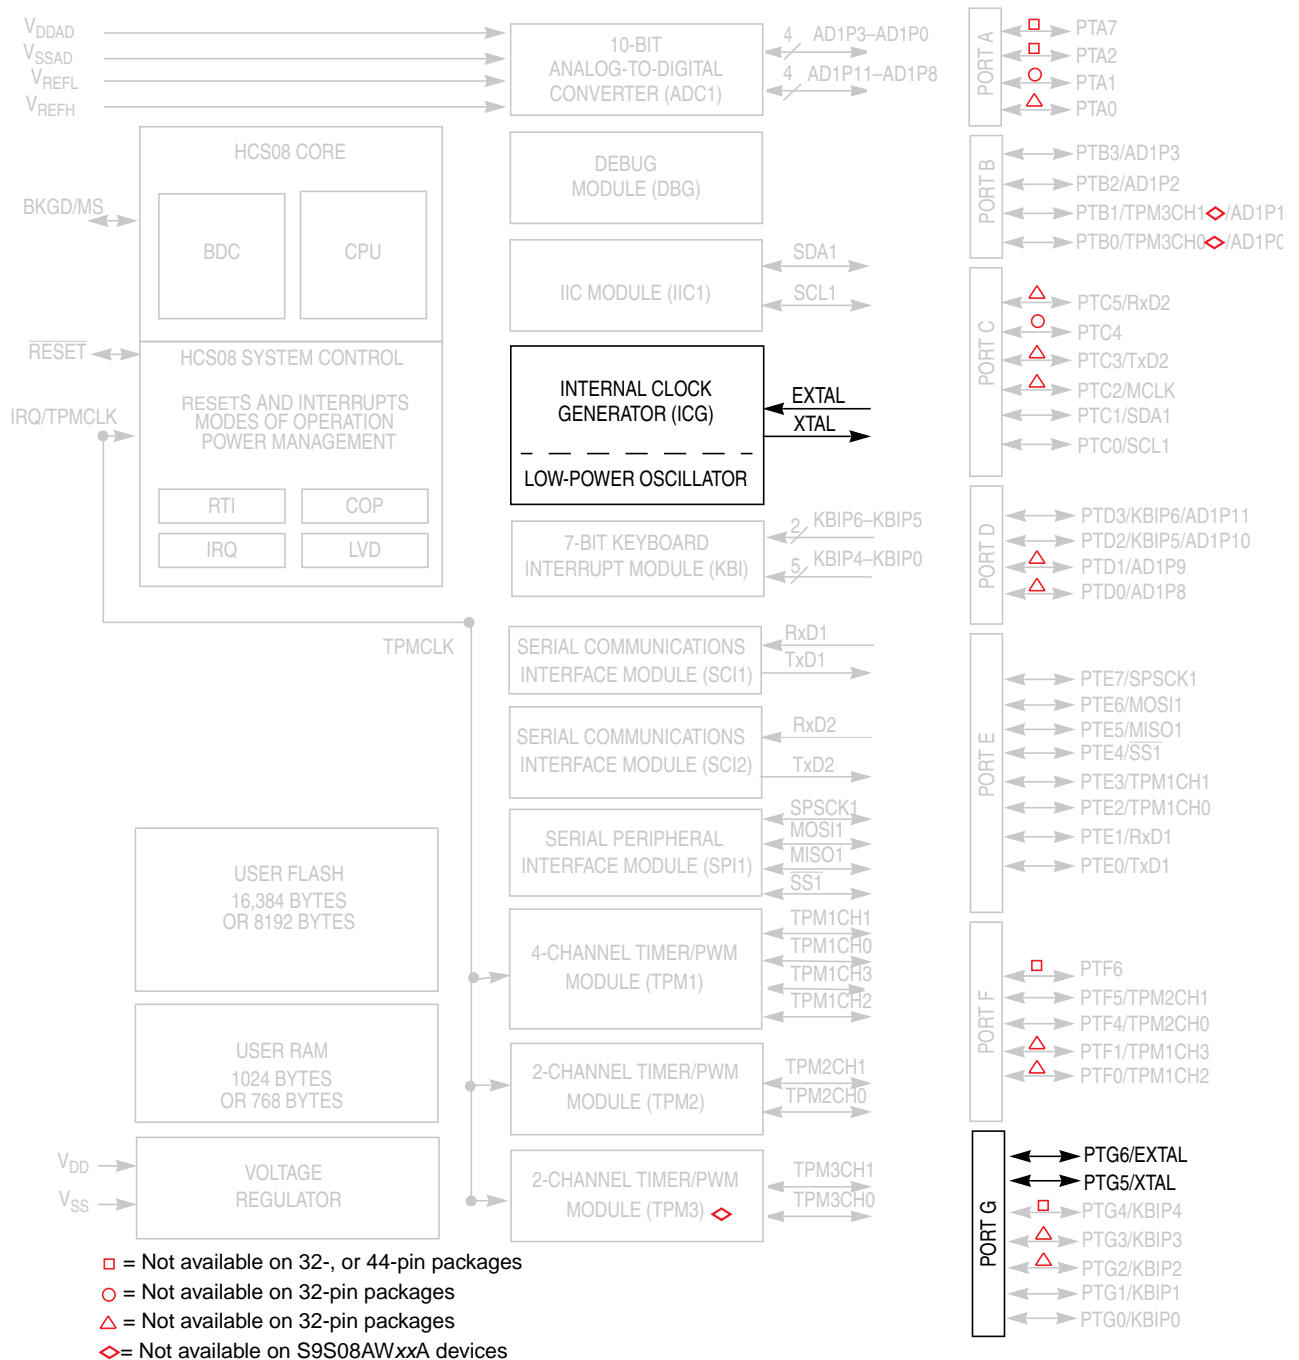 VDDAD
VSSAD
VREFL
VREFH
10-BIT
ANALOG-TO-DIGITAL
CONVERTER (ADC1)
4 AD1P3–AD1P0
4 AD1P11–AD1P8
HCS08 CORE
BDC
CPU
BKGD/MS
DEBUG
MODULE (DBG)
IIC MODULE (IIC1)
SDA1
SCL1
RESET
HCS08 SYSTEM CONTROL
RESETS AND INTERRUPTS
MODES OF OPERATION
POWER MANAGEMENT
IRQ/TPMCLK
RTI
COP
IRQ
LVD
INTERNAL CLOCK
GENERATOR (ICG)
LOW-POWER OSCILLATOR
EXTAL
XTAL
7-BIT KEYBOARD
INTERRUPT MODULE (KBI)
2 KBIP6–KBIP5
5 KBIP4–KBIP0
TPMCLK
SERIAL COMMUNICATIONS
INTERFACE MODULE (SCI1)
RxD1
TxD1
SERIAL COMMUNICATIONS
INTERFACE MODULE (SCI2)
RxD2
TxD2
SERIAL PERIPHERAL
INTERFACE MODULE (SPI1)
SPSCK1
MOSI1
MISO1
SS1
USER FLASH
16,384 BYTES
OR 8192 BYTES
4-CHANNEL TIMER/PWM
MODULE (TPM1)
TPM1CH1
TPM1CH0
TPM1CH3
TPM1CH2
USER RAM
1024 BYTES
OR 768 BYTES
2-CHANNEL TIMER/PWM
MODULE (TPM2)
TPM2CH1
TPM2CH0
VDD
VSS
VOLTAGE
REGULATOR
2-CHANNEL TIMER/PWM
MODULE (TPM3)
TPM3CH1
TPM3CH0
PORT A
PTA7
PTA2
PTA1
PTA0
PORT B
PTB3/AD1P3
PTB2/AD1P2
PTB1/TPM3CH1/AD1P1
PTB0/TPM3CH0/AD1P0
PORT C
PTC5/RxD2
PTC4
PTC3/TxD2
PTC2/MCLK
PTC1/SDA1
PTC0/SCL1
PORT D
PTD3/KBIP6/AD1P11
PTD2/KBIP5/AD1P10
PTD1/AD1P9
PTD0/AD1P8
PORT E
PTE7/SPSCK1
PTE6/MOSI1
PTE5/MISO1
PTE4/SS1
PTE3/TPM1CH1
PTE2/TPM1CH0
PTE1/RxD1
PTE0/TxD1
PORT F
PTF6
PTF5/TPM2CH1
PTF4/TPM2CH0
PTF1/TPM1CH3
PTF0/TPM1CH2
PORT G
PTG6/EXTAL
PTG5/XTAL
PTG4/KBIP4
PTG3/KBIP3
PTG2/KBIP2
PTG1/KBIP1
PTG0/KBIP0
= Not available on 32-, or 44-pin packages
= Not available on 32-pin packages
= Not available on 32-pin packages
= Not available on S9S08AWxxA devices